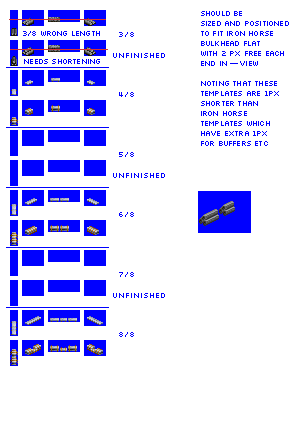 3/8 WRONG LENGTH
3/8
UNFINISHED
NEEDS SHORTENING
4/8
5/8
UNFINISHED
6/8
7/8
UNFINISHED
8/8
SHOULD BE
SIZED AND POSITIONED
TO FIT IRON HORSE
BULKHEAD FLAT
WITH 2 PX FREE EACH
END IN -- VIEW
NOTING THAT THESE
TEMPLATES ARE 1PX
SHORTER THAN
IRON HORSE
TEMPLATES WHICH
HAVE EXTRA 1PX
FOR BUFFERS ETC